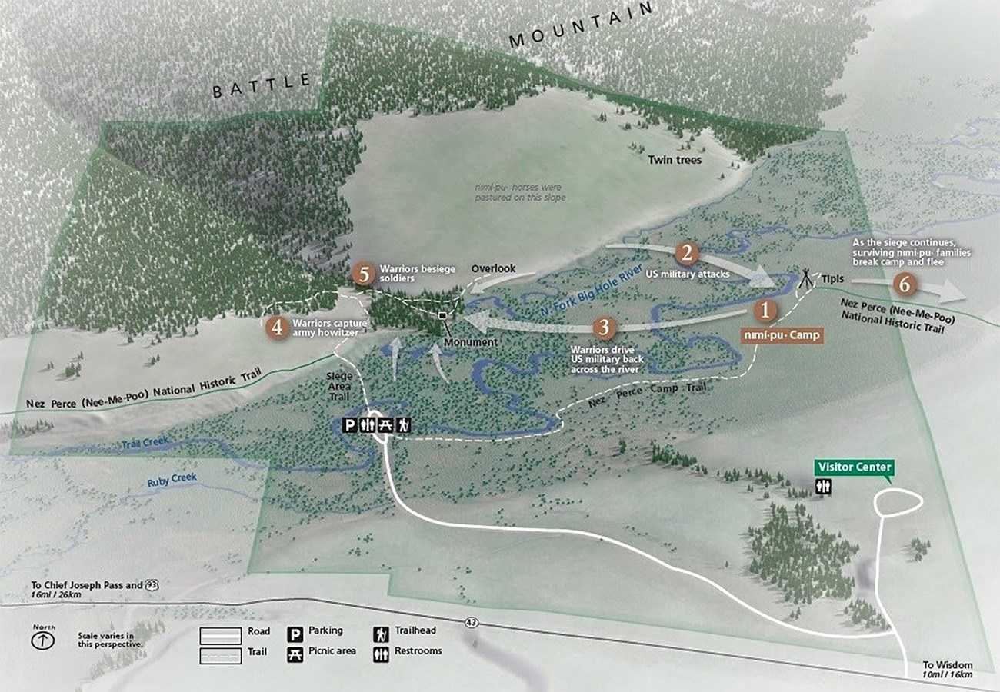 BATTLE MOUNTAIN
Twin trees
nimí·pu· horses were
pastured on this slope
2
US military attacks
N. Fork Big Hole River
As the siege continues,
surviving nimí·pu· families
break camp and flee
6
Tipis
Nez Perce (Nee-Me-Poo)
National Historic Trail
5
Warriors besiege
soldiers
Overlook
4
Warriors capture
army howitzer
3
Warriors drive
US military back
across the river
1
nimí·pu· Camp
Monument
Nez Perce (Nee-Me-Poo) National Historic Trail
Siege
Area
Trail
Nez Perce Camp Trail
P
Trail Creek
Ruby Creek
Visitor Center
To Chief Joseph Pass and 93
16mi / 26km
43
North
Scale varies in
this perspective.
Road
Trail
P
Parking
Picnic area
Trailhead
Restrooms
To Wisdom
10mi / 16km